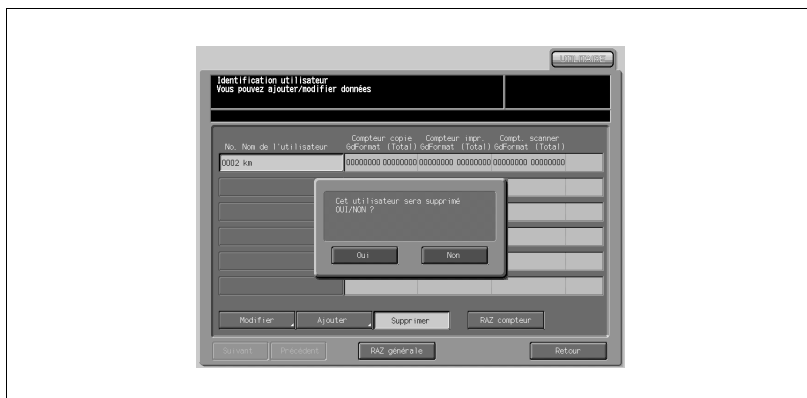 UTILITAIRE
Identification utilisateur
Vous pouvez ajouter/modifier données
Compteur copie Compteur impr. Compt. scanner
No. Nom de l'utilisateur GdFormat (Total) GdFormat (Total) GdFormat (Total)
0002 km 00000000 00000000 00000000 00000000 00000000 00000000
Cet utilisateur sera supprimé
OUI/NON ?
Oui Non
Modifier Ajouter Supprimer RAZ compteur
Suivant Précédent RAZ générale Retour